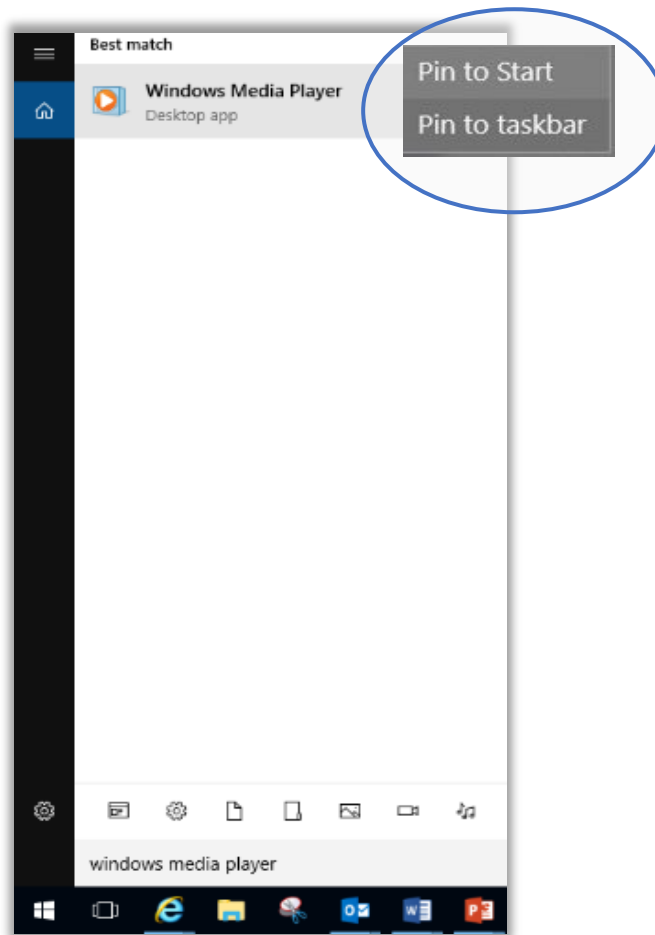 Best match
Windows Media Player
Desktop app
Pin to Start
Pin to taskbar
windows media player